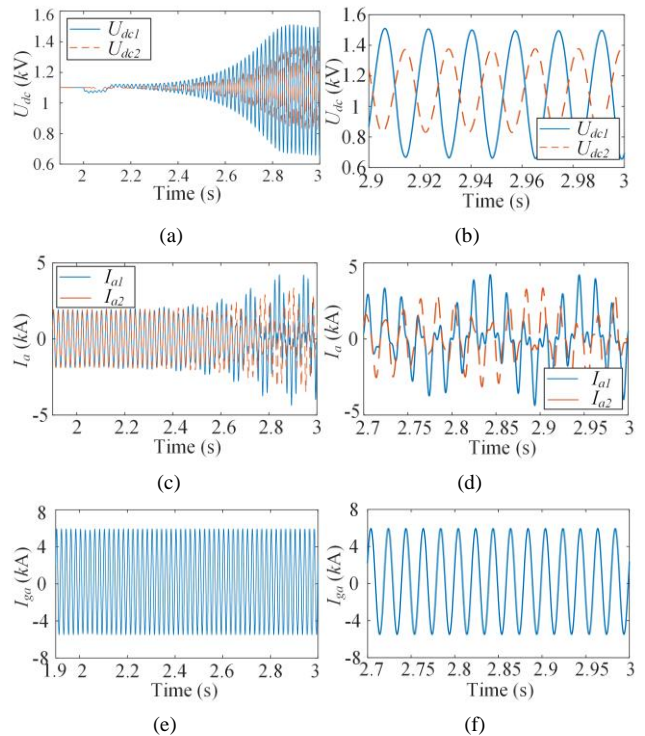 1.6
1.4
1.2
1
0.8
0.6
U_dc (kV)
U_dc1
U_dc2
2 2.2 2.4 2.6 2.8 3
Time (s)
(a)
1.6
1.4
1.2
1
0.8
0.6
U_dc (kV)
U_dc1
U_dc2
2.9 2.92 2.94 2.96 2.98 3
Time (s)
(b)
5
0
-5
I_a (kA)
I_a1
I_a2
2 2.2 2.4 2.6 2.8 3
Time (s)
(c)
5
0
-5
I_a (kA)
I_a1
I_a2
2.7 2.75 2.8 2.85 2.9 2.95 3
Time (s)
(d)
8
4
0
-4
-8
I_ga (kA)
1.9 2 2.2 2.4 2.6 2.8 3
Time (s)
(e)
8
4
0
-4
-8
I_ga (kA)
2.7 2.75 2.8 2.85 2.9 2.95 3
Time (s)
(f)